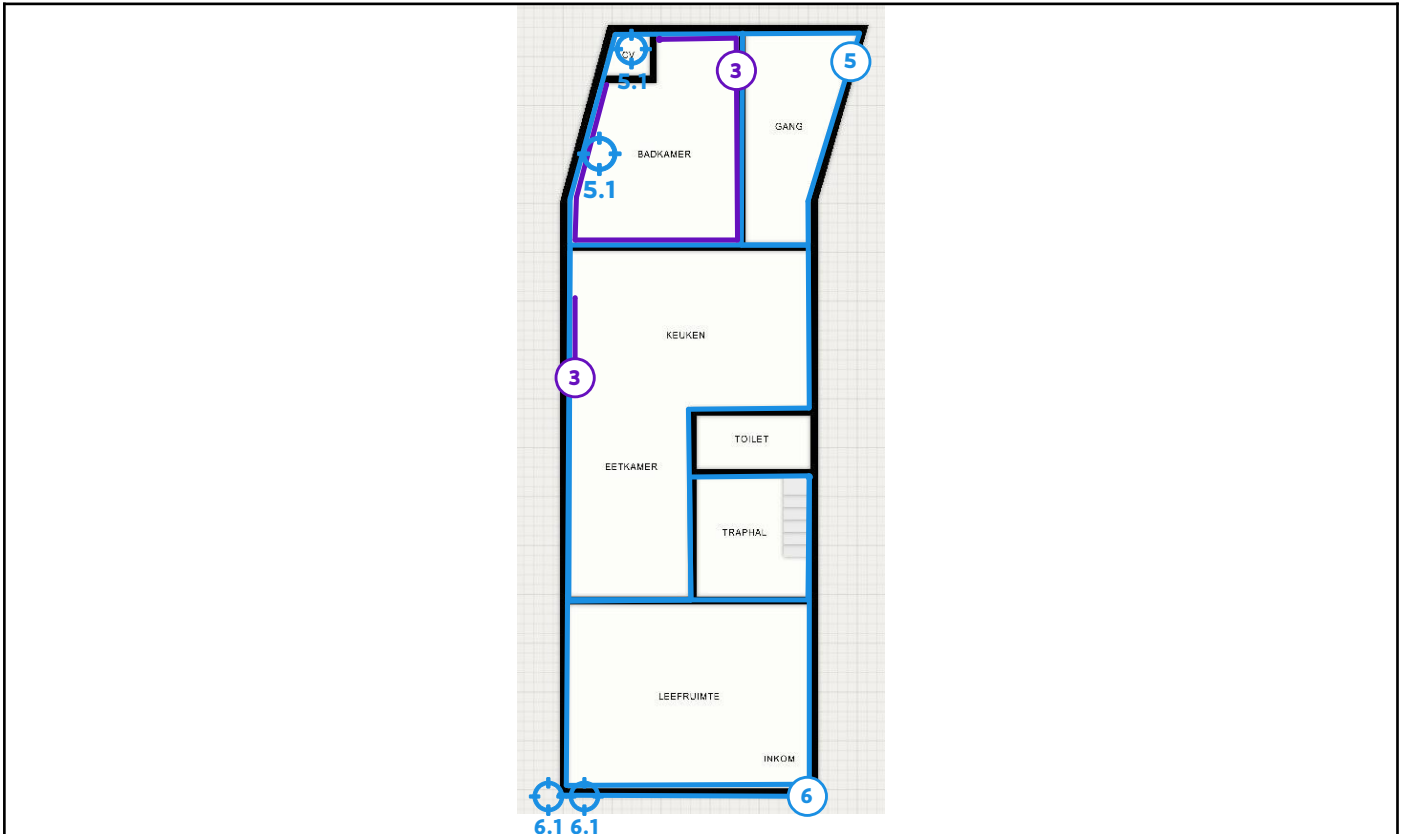 CV
5.1
3
5
GANG
BADKAMER
5.1
KEUKEN
3
TOILET
EETKAMER
TRAPHAL
LEEFRUIMTE
INKOM
6
6.1 6.1